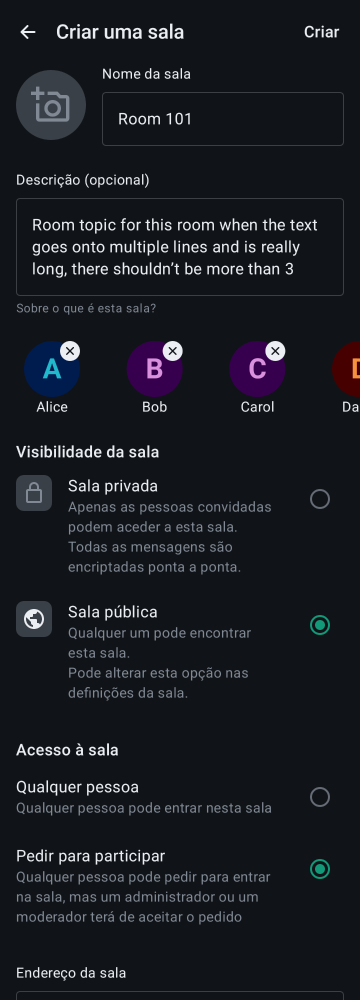 Criar uma sala
Criar
Nome da sala
Room 101
Descrição (opcional)
Room topic for this room when the text
goes onto multiple lines and is really
long, there shouldn’t be more than 3
Sobre o que é esta sala?
A
B
C
D
Alice
Bob
Carol
Da
Visibilidade da sala
Sala privada
Apenas as pessoas convidadas
podem aceder a esta sala.
Todas as mensagens são
encriptadas ponta a ponta.
Sala pública
Qualquer um pode encontrar
esta sala.
Pode alterar esta opção nas
definições da sala.
Acesso à sala
Qualquer pessoa
Qualquer pessoa pode entrar nesta sala
Pedir para participar
Qualquer pessoa pode pedir para entrar
na sala, mas um administrador ou um
moderador terá de aceitar o pedido
Endereço da sala